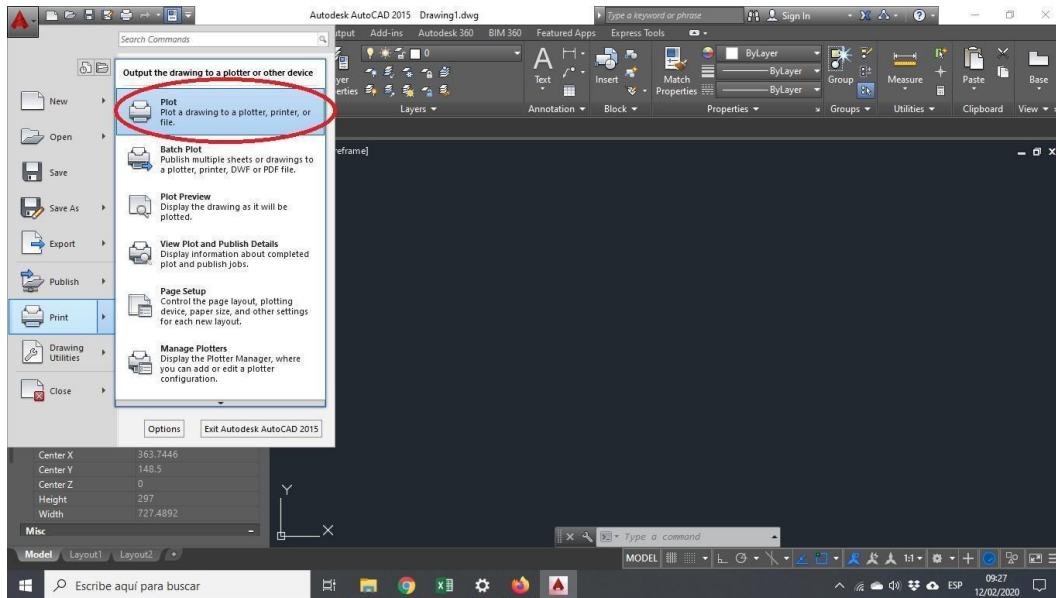 Autodesk AutoCAD 2015 Drawing1.dwg
Type a keyword or phrase
Sign In
Search Commands
tput Add-ins Autodesk 360 BIM 360 Featured Apps Express Tools
Output the drawing to a plotter or other device
New
Open
Save
Save As
Export
Publish
Print
Drawing
Utilities
Close
Plot
Plot a drawing to a plotter, printer, or
file.
Batch Plot
Publish multiple sheets or drawings to
a plotter, printer, DWF or PDF file.
Plot Preview
Display the drawing as it will be
plotted.
View Plot and Publish Details
Display information about completed
plot and publish jobs.
Page Setup
Control the page layout, plotting
device, paper size, and other settings
for each new layout.
Manage Plotters
Display the Plotter Manager, where
you can add or edit a plotter
configuration.
Options
Exit Autodesk AutoCAD 2015
yer
erties
0
Layers
Text
Annotation
Insert
Block
Match
Properties
ByLayer
ByLayer
ByLayer
Properties
Group
Groups
Measure
Utilities
Paste
Clipboard
Base
View
reframe]
Center X 363.7446
Center Y 148.5
Center Z 0
Height 297
Width 727.4892
Misc
Y
X
Type a command
Model Layout1 Layout2
MODEL
1:1
Escribe aquí para buscar
ESP
09:27
12/02/2020